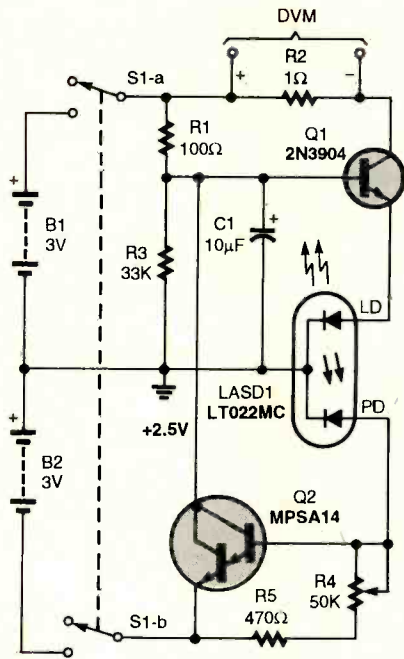 DVM
+
−
S1-a
R2
1Ω
R1
100Ω
Q1
2N3904
+
B1
3V
R3
33K
C1
10µF
+
LD
LASD1
LT022MC
PD
+
B2
3V
+2.5V
Q2
MPSA14
R4
50K
R5
470Ω
S1-b